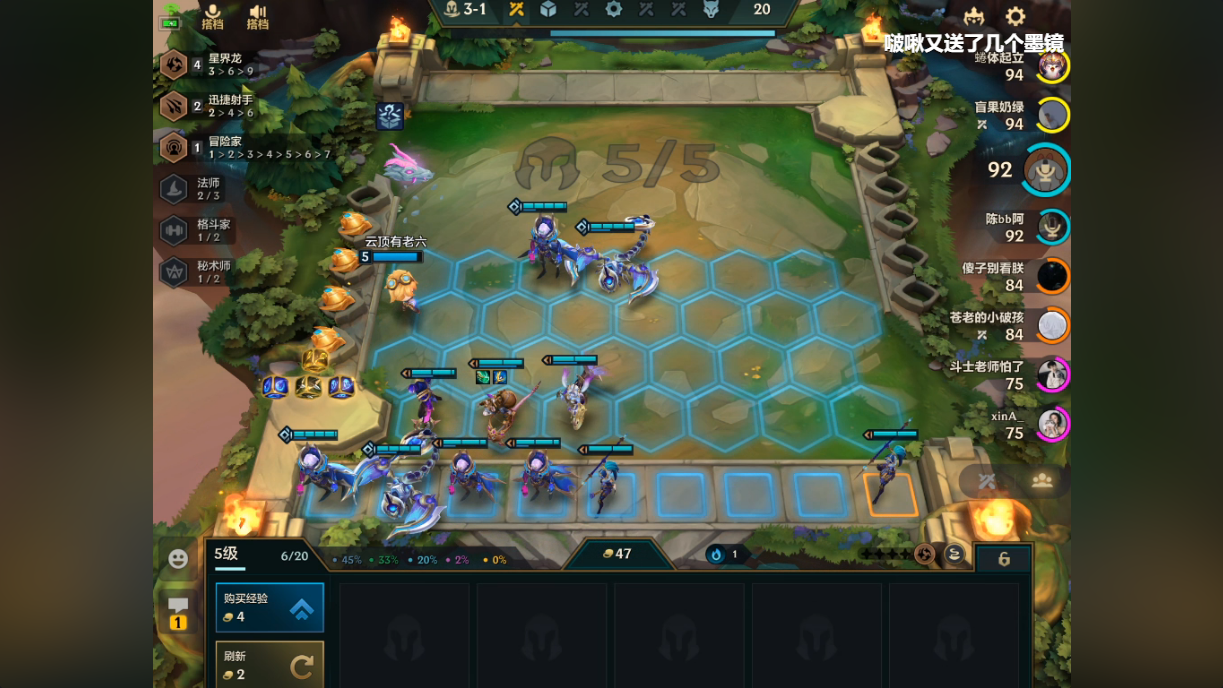 搭档
搭档
3-1
20
啵啾又送了几个墨镜
4
星界龙
3 > 6 > 9
2
迅捷射手
2 > 4 > 6
1
冒险家
1 > 2 > 3 > 4 > 5 > 6 > 7
法师
2 / 3
格斗家
1 / 2
秘术师
1 / 2
5/5
云顶有老六
5
94
盲果奶绿
94
92
陈bb阿
92
傻子别看朕
84
苍老的小破孩
84
斗士老师怕了
75
xinA_
75
5级
6/20
45%
33%
20%
2%
0%
47
1
1
购买经验
4
刷新
2